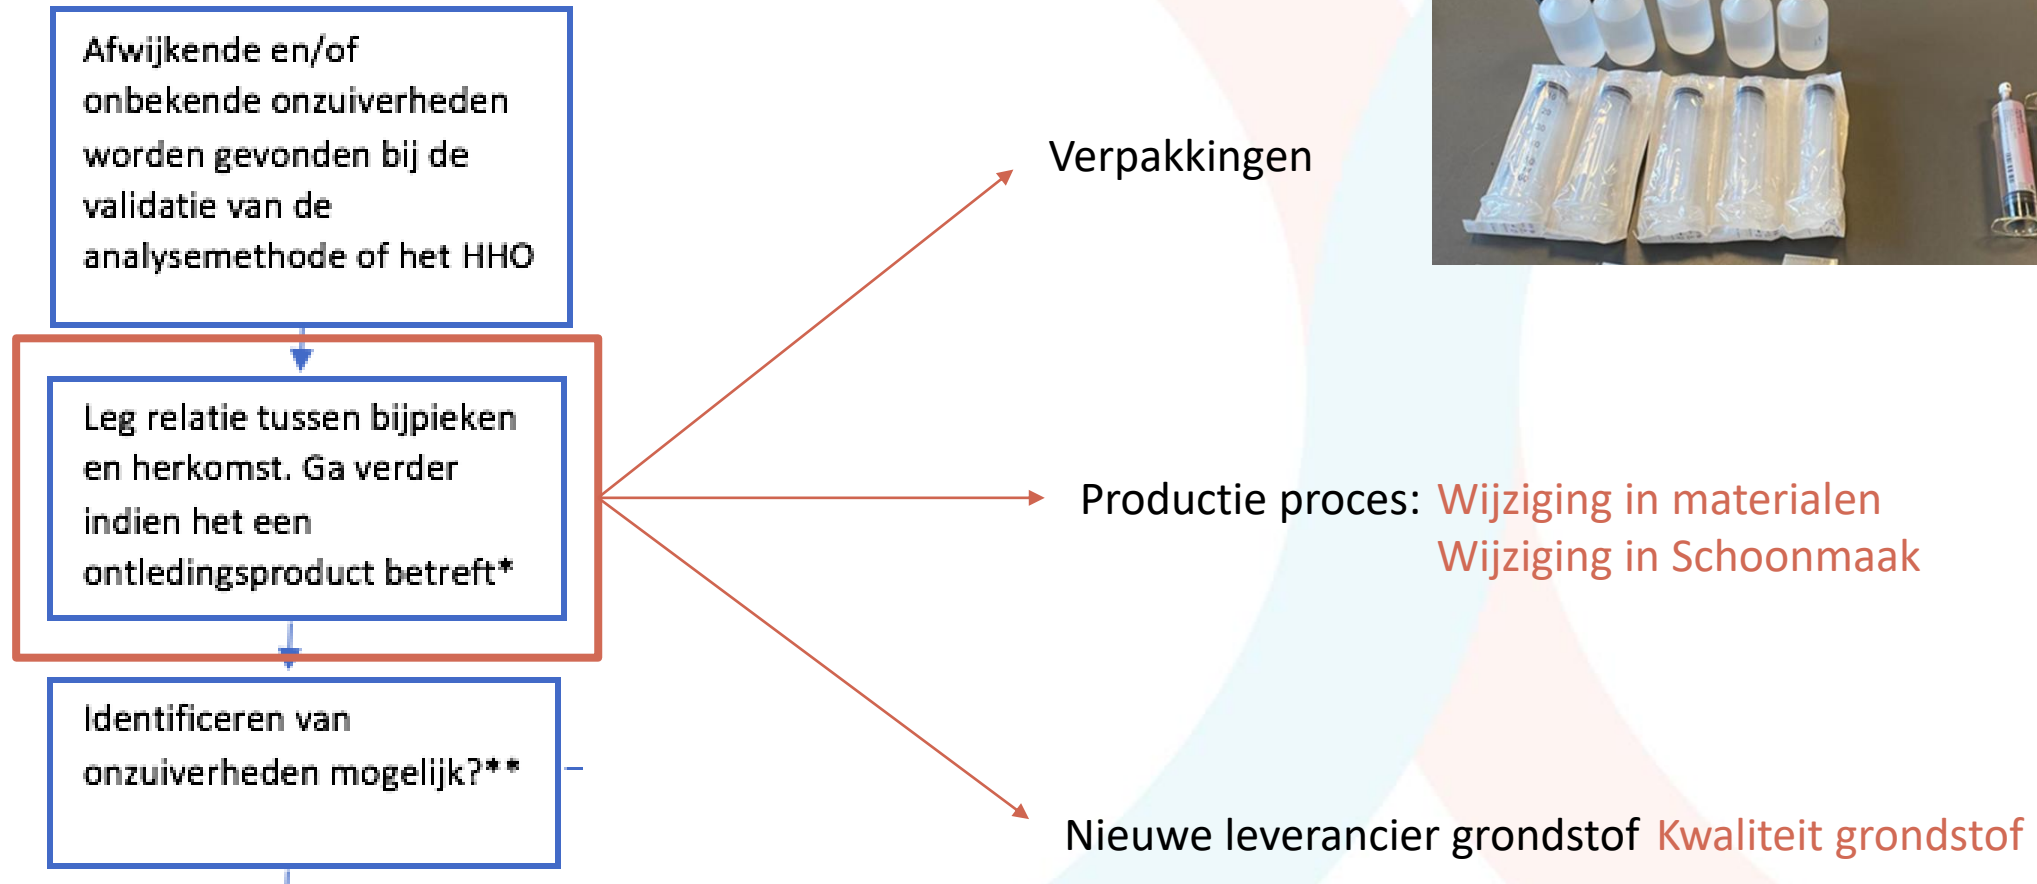 Afwijkende en/of
onbekende onzuiverheden
worden gevonden bij de
validatie van de
analysemethode of het HHO
Leg relatie tussen bijpieken
en herkomst. Ga verder
indien het een
ontledingsproduct betreft*
Identificeren van
onzuiverheden mogelijk?**
Verpakkingen
Productie proces: Wijziging in materialen
Wijziging in Schoonmaak
Nieuwe leverancier grondstof Kwaliteit grondstof